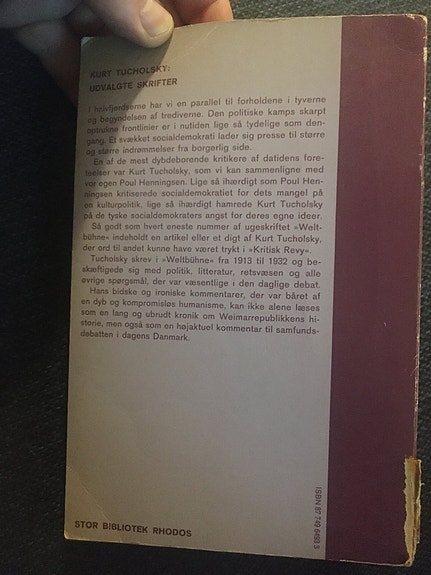 KURT TUCHOLSKY:
UDVALGTE SKRIFTER
I halvfjerdserne har vi en parallel til forholdene i tyverne
og begyndelsen af trediverne. Den politiske kamps skarpt
optrukne frontlinier er i nutiden lige så tydelige som den-
gang. Et svækket socialdemokrati lader sig presse til større
og større indrømmelser fra borgerlig side.
En af de mest dybdeborende kritikere af datidens fore-
teelser var Kurt Tucholsky, som vi kan sammenligne med
vor egen Poul Henningsen. Lige så ihærdigt som Poul Hen-
ningsen kritiserede socialdemokratiet for dets mangel på
en kulturpolitik, lige så ihærdigt hamrede Kurt Tucholsky
på de tyske socialdemokraters angst for deres egne ideer.
Så godt som hvert eneste nummer af ugeskriftet »Welt-
bühne« indeholdt en artikel eller et digt af Kurt Tucholsky,
der ord til andet kunne have været trykt i »Kritisk Revy«.
Tucholsky skrev i »Weltbühne« fra 1913 til 1932 og be-
skæftigede sig med politik, litteratur, retsvæsen og alle
øvrige spørgsmål, der var væsentlige i den daglige debat.
Hans bidske og ironiske kommentarer, der var båret af
en dyb og kompromisløs humanisme, kan ikke alene læses
som en lang og ubrudt kronik om Weimarrepublikkens hi-
storie, men også som en højaktuel kommentar til samfunds-
debatten i dagens Danmark.
STOR BIBLIOTEK RHODOS
ISBN 87 7496 493 3